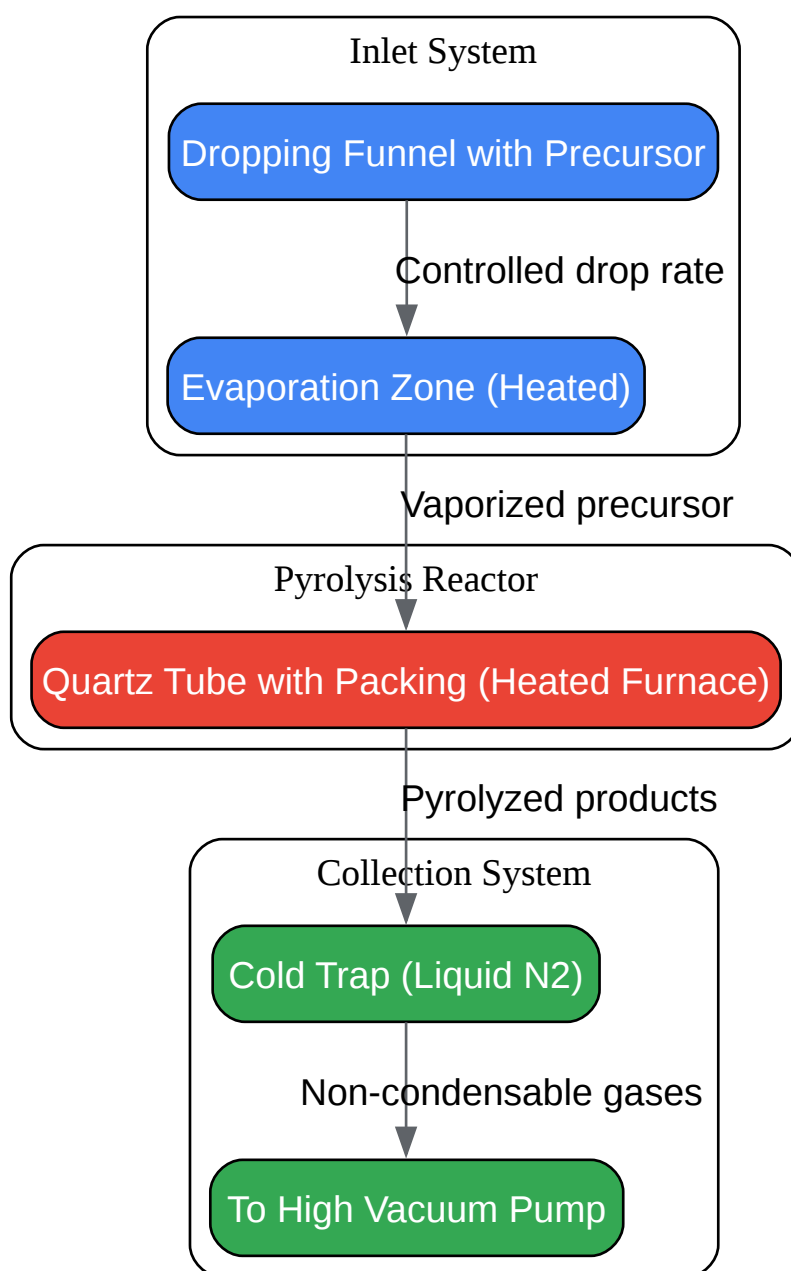 Inlet System
Dropping Funnel with Precursor
Controlled drop rate
Evaporation Zone (Heated)
Vaporized precursor
Pyrolysis Reactor
Quartz Tube with Packing (Heated Furnace)
Pyrolyzed products
Collection System
Cold Trap (Liquid N2)
Non-condensable gases
To High Vacuum Pump